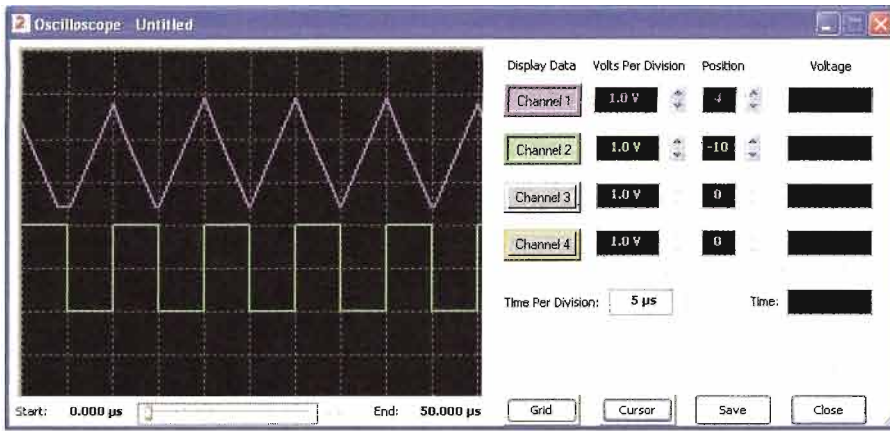 Oscilloscope Untitled
Display Data Volts Per Division Position Voltage
Channel 1 1.0 V 4
Channel 2 1.0 V -10
Channel 3 1.0 V 0
Channel 4 1.0 V 0
Time Per Division: 5 µs Time:
Start: 0.000 µs End: 50.000 µs Grid Cursor Save Close